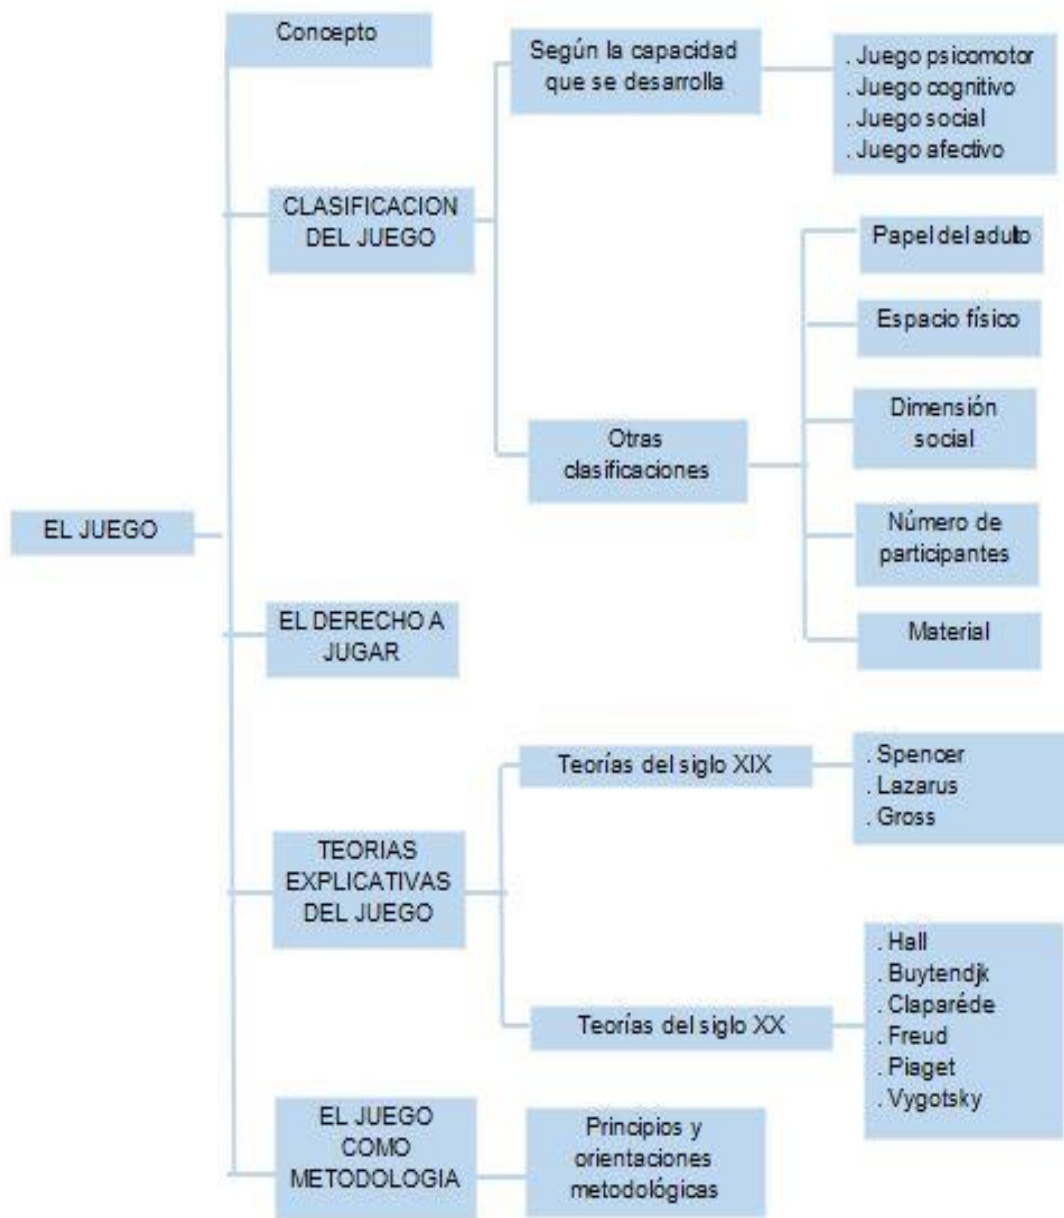 Concepto
Según la capacidad
que se desarrolla
. Juego psicomotor
. Juego cognitivo
. Juego social
. Juego afectivo
CLASIFICACION
DEL JUEGO
Papel del adulto
Espacio físico
Dimensión
social
Otras
clasificaciones
Número de
participantes
Material
EL JUEGO
EL DERECHO A
JUGAR
Teorías del siglo XIX
. Spencer
. Lazarus
. Gross
TEORIAS
EXPLICATIVAS
DEL JUEGO
Teorías del siglo XX
. Hall
. Buytendjk
. Claparéde
. Freud
. Piaget
. Vygotsky
EL JUEGO
COMO
METODOLOGIA
Principios y
orientaciones
metodológicas